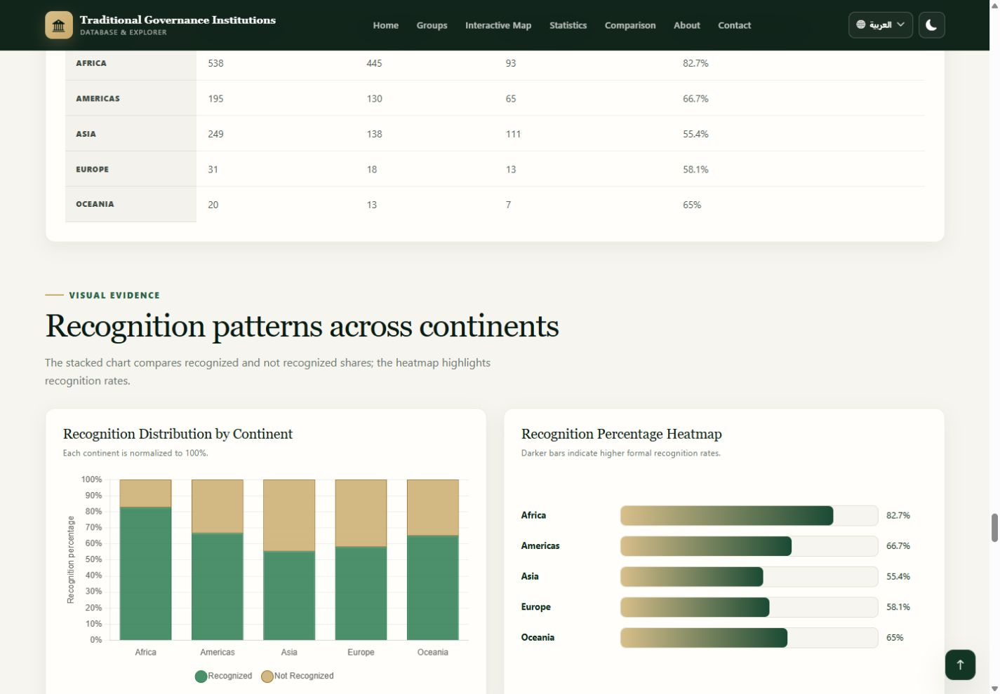 Traditional Governance Institutions
DATABASE & EXPLORER
Home Groups Interactive Map Statistics Comparison About Contact
العربية
AFRICA 538 445 93 82.7%
AMERICAS 195 130 65 66.7%
ASIA 249 138 111 55.4%
EUROPE 31 18 13 58.1%
OCEANIA 20 13 7 65%
VISUAL EVIDENCE
Recognition patterns across continents
The stacked chart compares recognized and not recognized shares; the heatmap highlights
recognition rates.
Recognition Distribution by Continent
Each continent is normalized to 100%.
Recognition percentage
100%
90%
80%
70%
60%
50%
40%
30%
20%
10%
0%
Africa Americas Asia Europe Oceania
Recognized Not Recognized
Recognition Percentage Heatmap
Darker bars indicate higher formal recognition rates.
Africa 82.7%
Americas 66.7%
Asia 55.4%
Europe 58.1%
Oceania 65%